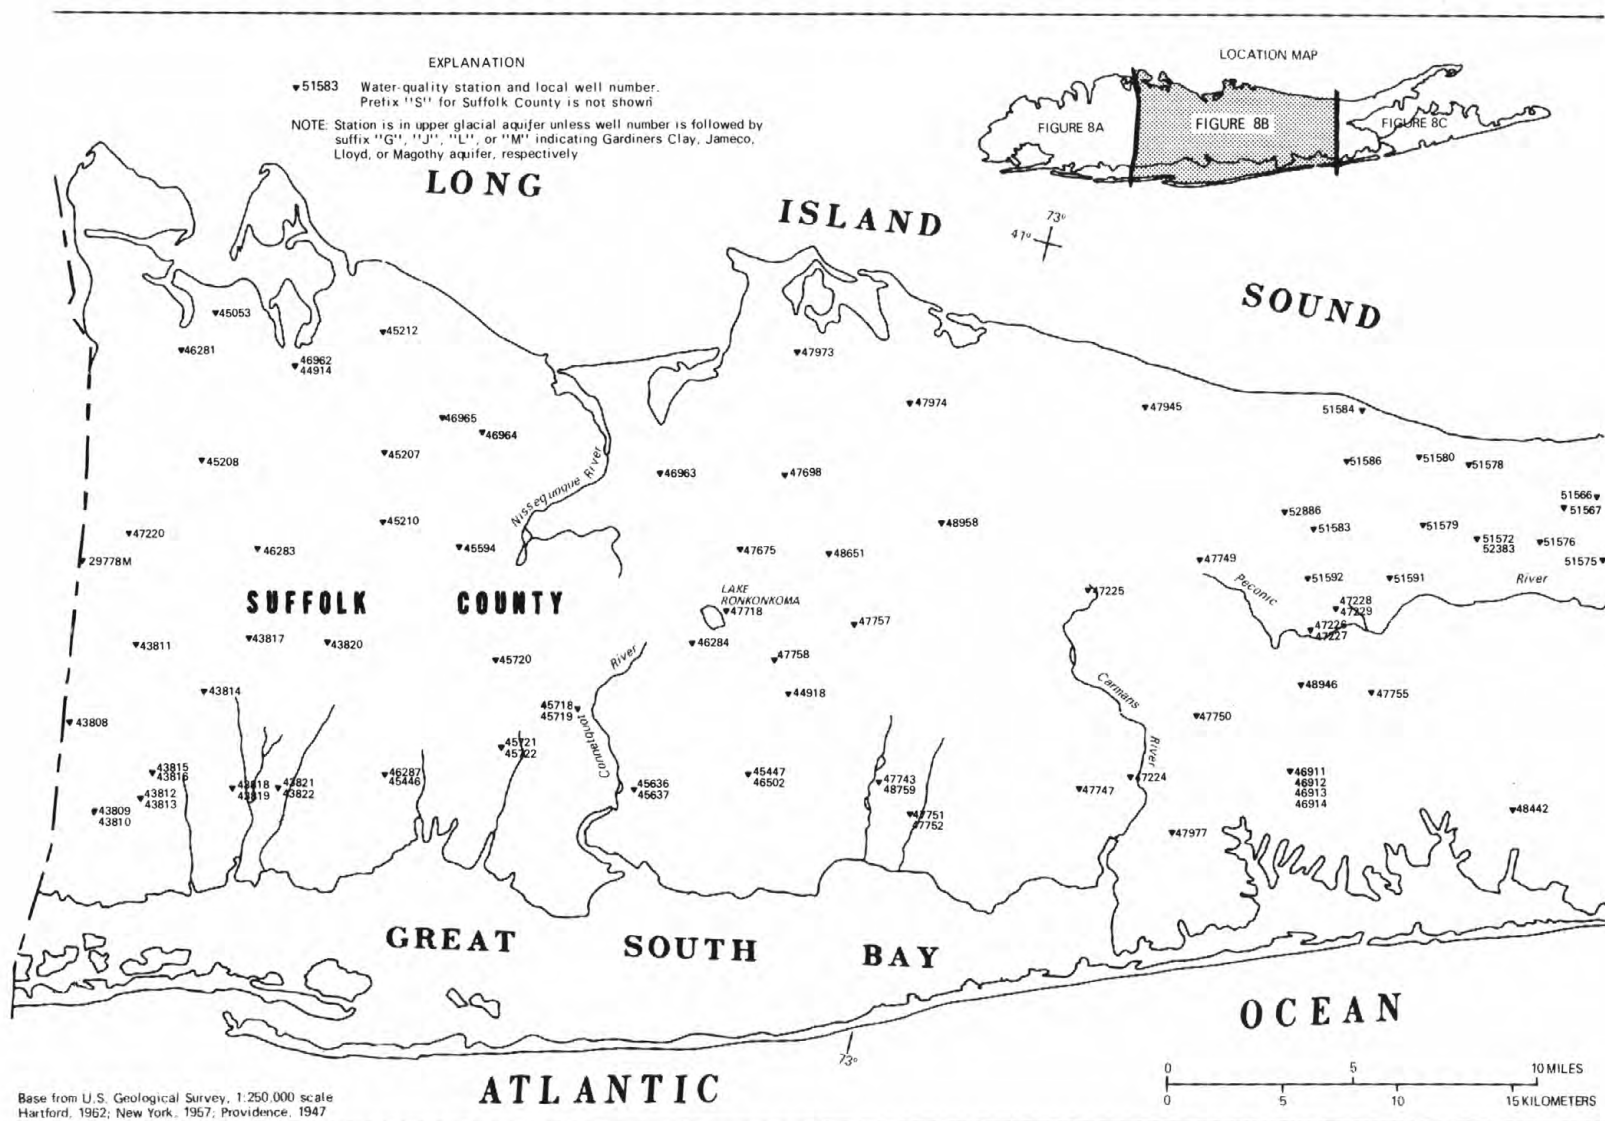 EXPLANATION
51583 Water-quality station and local well number.
Prefix "S" for Suffolk County is not shown
NOTE: Station is in upper glacial aquifer unless well number is followed by
suffix "G", "J", "L", or "M" indicating Gardiners Clay, Jameco,
Lloyd, or Magothy aquifer, respectively
LOCATION MAP
FIGURE 8A
FIGURE 8B
FIGURE 8C
LONG
ISLAND
SOUND
73°
41°
45053
45212
46281
46962
44914
47973
47974
47945
51584
46965
46964
45208
45207
46963
47698
51586
51580
51578
51566
51567
Nissequoque River
45210
48958
52886
51583
51579
47220
46283
45594
47675
48651
51572
52383
51576
29778M
47749
51575
51592
51591
SUFFOLK
COUNTY
LAKE
RONKONKOMA
47718
47225
Peconic
River
47228
47229
47757
47226
47227
43811
43817
43820
46284
45720
River
47758
43814
44918
Carmans
48946
47755
43808
45718
45719
Connetquot
47750
45721
45722
River
43815
43816
46287
45446
45447
46502
47743
48759
47224
46911
46912
46913
46914
43812
43813
43818
43819
43821
43822
45636
45637
47747
43809
43810
47751
47752
48442
47977
GREAT
SOUTH
BAY
OCEAN
73°
ATLANTIC
0 5 10 MILES
0 5 10 15 KILOMETERS
Base from U.S. Geological Survey, 1:250,000 scale
Hartford, 1962; New York, 1957; Providence, 1947